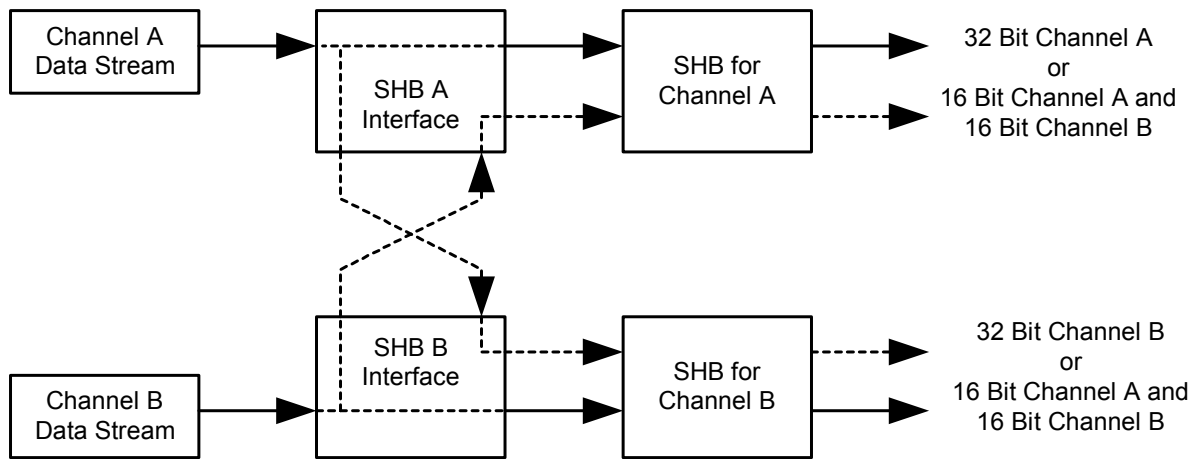 Channel A
Data Stream
SHB A
Interface
SHB for
Channel A
32 Bit Channel A
or
16 Bit Channel A and
16 Bit Channel B
Channel B
Data Stream
SHB B
Interface
SHB for
Channel B
32 Bit Channel B
or
16 Bit Channel A and
16 Bit Channel B